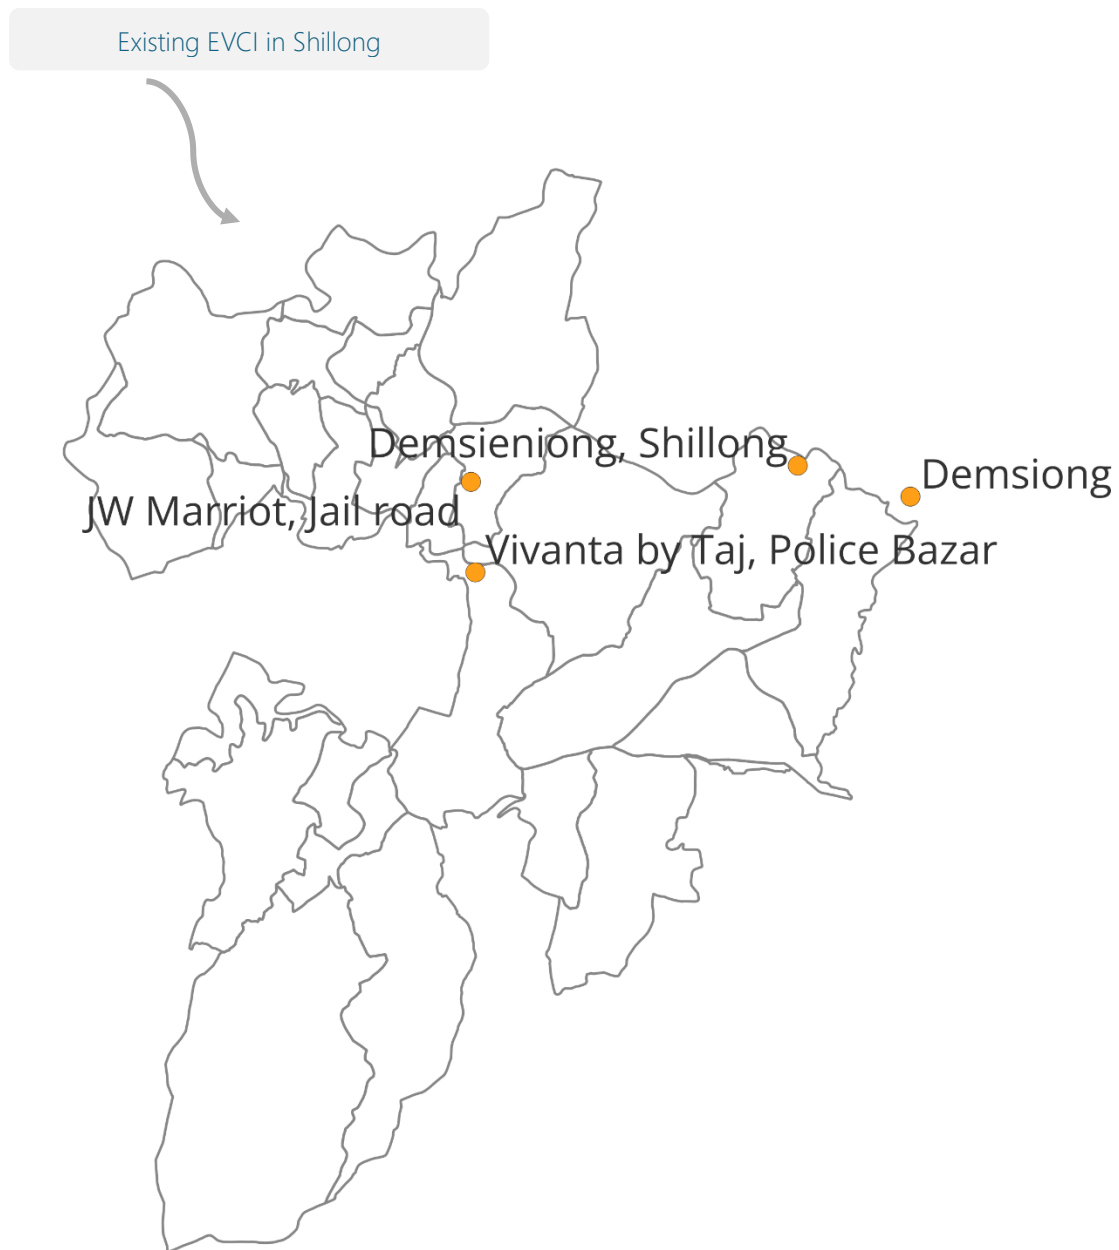 Existing EVCI in Shillong
Demsieniong, Shillong
Demsiong
JW Marriot, Jail road
Vivanta by Taj, Police Bazar